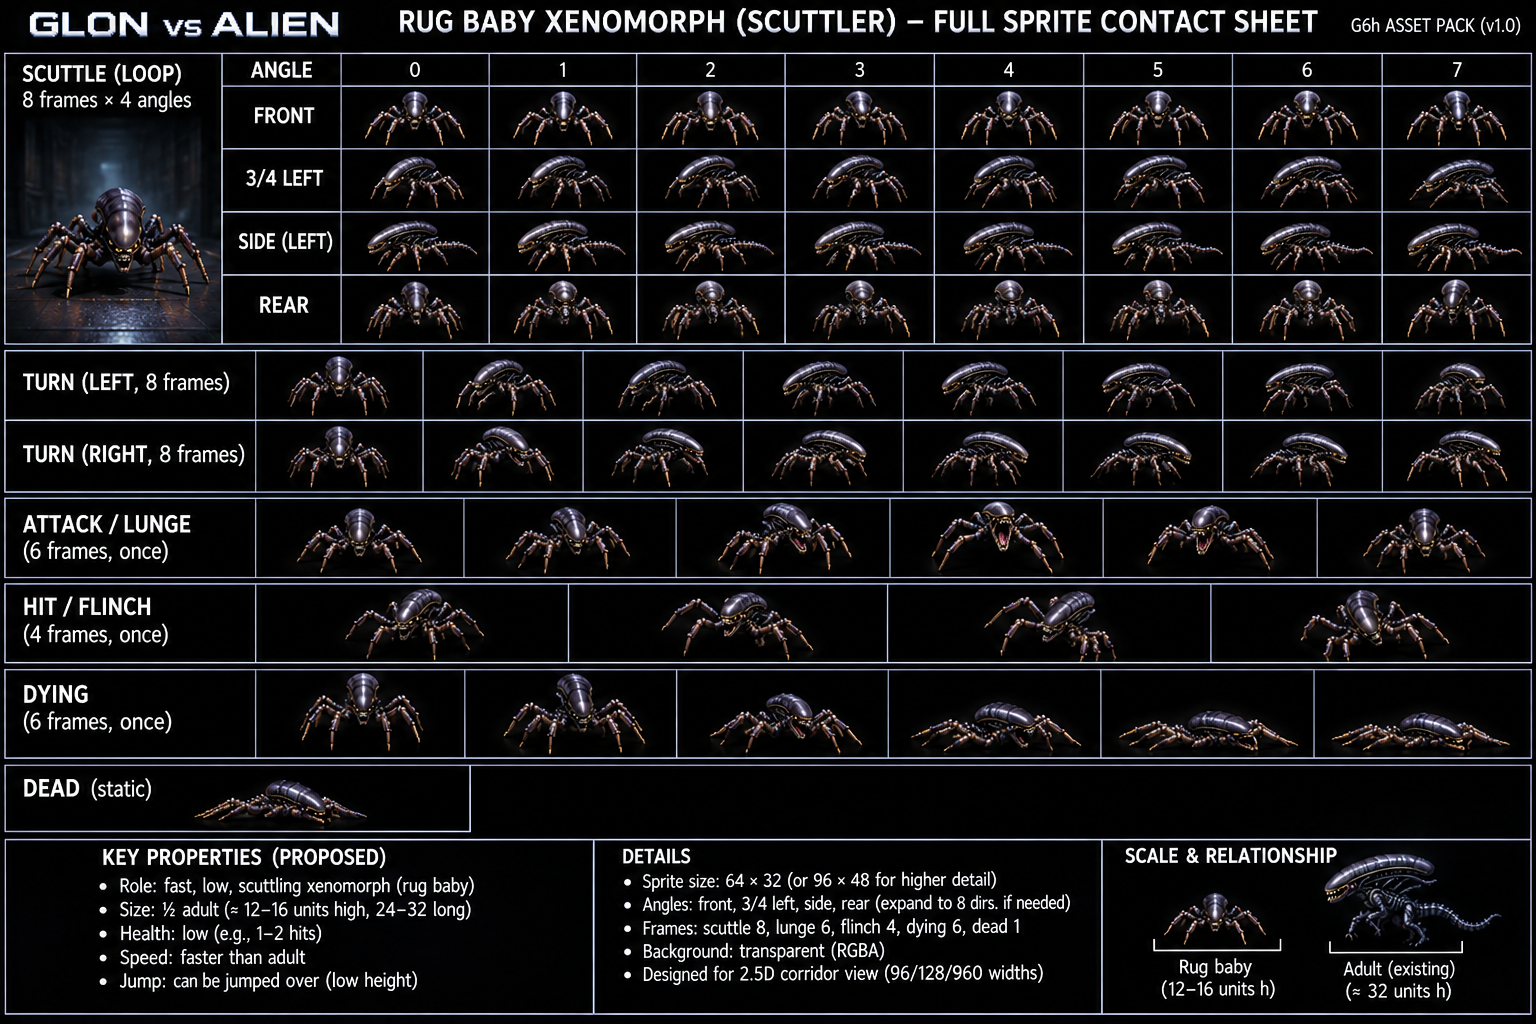 GLON vs ALIEN
RUG BABY XENOMORPH (SCUTTLER) – FULL SPRITE CONTACT SHEET
G6h ASSET PACK (v1.0)
SCUTTLE (LOOP)
8 frames × 4 angles
ANGLE 0 1 2 3 4 5 6 7
FRONT
3/4 LEFT
SIDE (LEFT)
REAR
TURN (LEFT, 8 frames)
TURN (RIGHT, 8 frames)
ATTACK / LUNGE
(6 frames, once)
HIT / FLINCH
(4 frames, once)
DYING
(6 frames, once)
DEAD (static)
KEY PROPERTIES (PROPOSED)
• Role: fast, low, scuttling xenomorph (rug baby)
• Size: ½ adult (≈ 12–16 units high, 24–32 long)
• Health: low (e.g., 1–2 hits)
• Speed: faster than adult
• Jump: can be jumped over (low height)
DETAILS
• Sprite size: 64 × 32 (or 96 × 48 for higher detail)
• Angles: front, 3/4 left, side, rear (expand to 8 dirs. if needed)
• Frames: scuttle 8, lunge 6, flinch 4, dying 6, dead 1
• Background: transparent (RGBA)
• Designed for 2.5D corridor view (96/128/960 widths)
SCALE & RELATIONSHIP
Rug baby
(12–16 units h)
Adult (existing)
(≈ 32 units h)